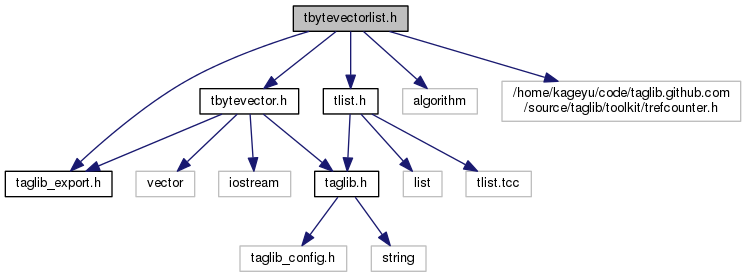 tbytevectorlist.h
tbytevector.h
tlist.h
algorithm
/home/kageyu/code/taglib.github.com
/source/taglib/toolkit/trefcounter.h
taglib_export.h
vector
iostream
taglib.h
list
tlist.tcc
taglib_config.h
string